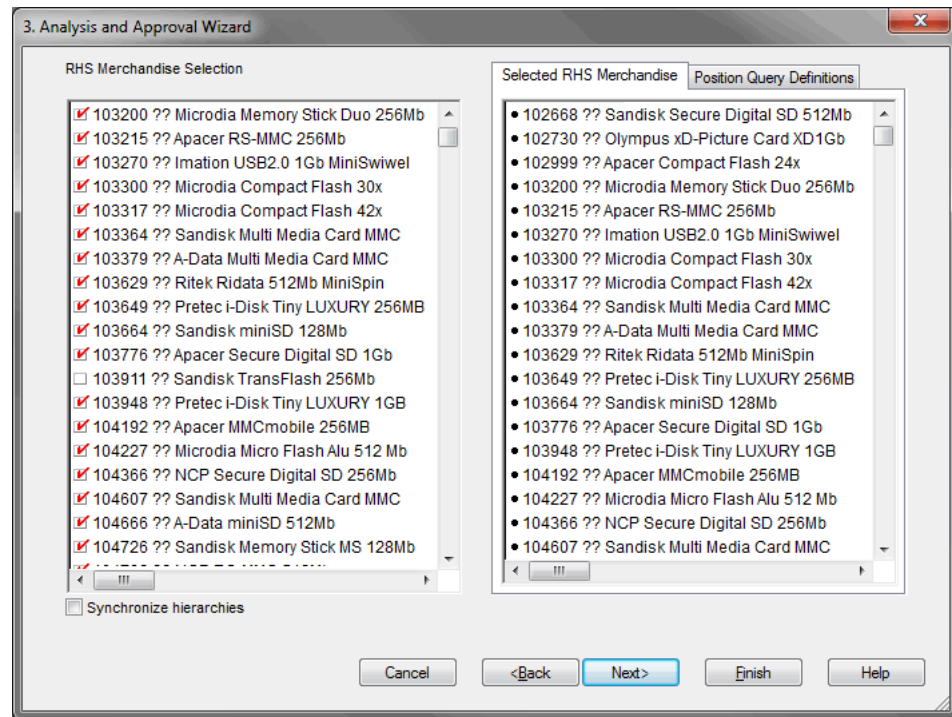 3. Analysis and Approval Wizard
RHS Merchandise Selection
103200 ?? Microdia Memory Stick Duo 256Mb
103215 ?? Apacer RS-MMC 256Mb
103270 ?? Imation USB2.0 1Gb MiniSwiwel
103300 ?? Microdia Compact Flash 30x
103317 ?? Microdia Compact Flash 42x
103364 ?? Sandisk Multi Media Card MMC
103379 ?? A-Data Multi Media Card MMC
103629 ?? Ritek Ridata 512Mb MiniSpin
103649 ?? Pretec i-Disk Tiny LUXURY 256MB
103664 ?? Sandisk miniSD 128Mb
103776 ?? Apacer Secure Digital SD 1Gb
103911 ?? Sandisk TransFlash 256Mb
103948 ?? Pretec i-Disk Tiny LUXURY 1GB
104192 ?? Apacer MMCmobile 256MB
104227 ?? Microdia Micro Flash Alu 512 Mb
104366 ?? NCP Secure Digital SD 256Mb
104607 ?? Sandisk Multi Media Card MMC
104666 ?? A-Data miniSD 512Mb
104726 ?? Sandisk Memory Stick MS 128Mb
Synchronize hierarchies
Selected RHS Merchandise
Position Query Definitions
102668 ?? Sandisk Secure Digital SD 512Mb
102730 ?? Olympus xD-Picture Card XD1Gb
102999 ?? Apacer Compact Flash 24x
103200 ?? Microdia Memory Stick Duo 256Mb
103215 ?? Apacer RS-MMC 256Mb
103270 ?? Imation USB2.0 1Gb MiniSwiwel
103300 ?? Microdia Compact Flash 30x
103317 ?? Microdia Compact Flash 42x
103364 ?? Sandisk Multi Media Card MMC
103379 ?? A-Data Multi Media Card MMC
103629 ?? Ritek Ridata 512Mb MiniSpin
103649 ?? Pretec i-Disk Tiny LUXURY 256MB
103664 ?? Sandisk miniSD 128Mb
103776 ?? Apacer Secure Digital SD 1Gb
103948 ?? Pretec i-Disk Tiny LUXURY 1GB
104192 ?? Apacer MMCmobile 256MB
104227 ?? Microdia Micro Flash Alu 512 Mb
104366 ?? NCP Secure Digital SD 256Mb
104607 ?? Sandisk Multi Media Card MMC
Cancel
<Back
Next>
Finish
Help